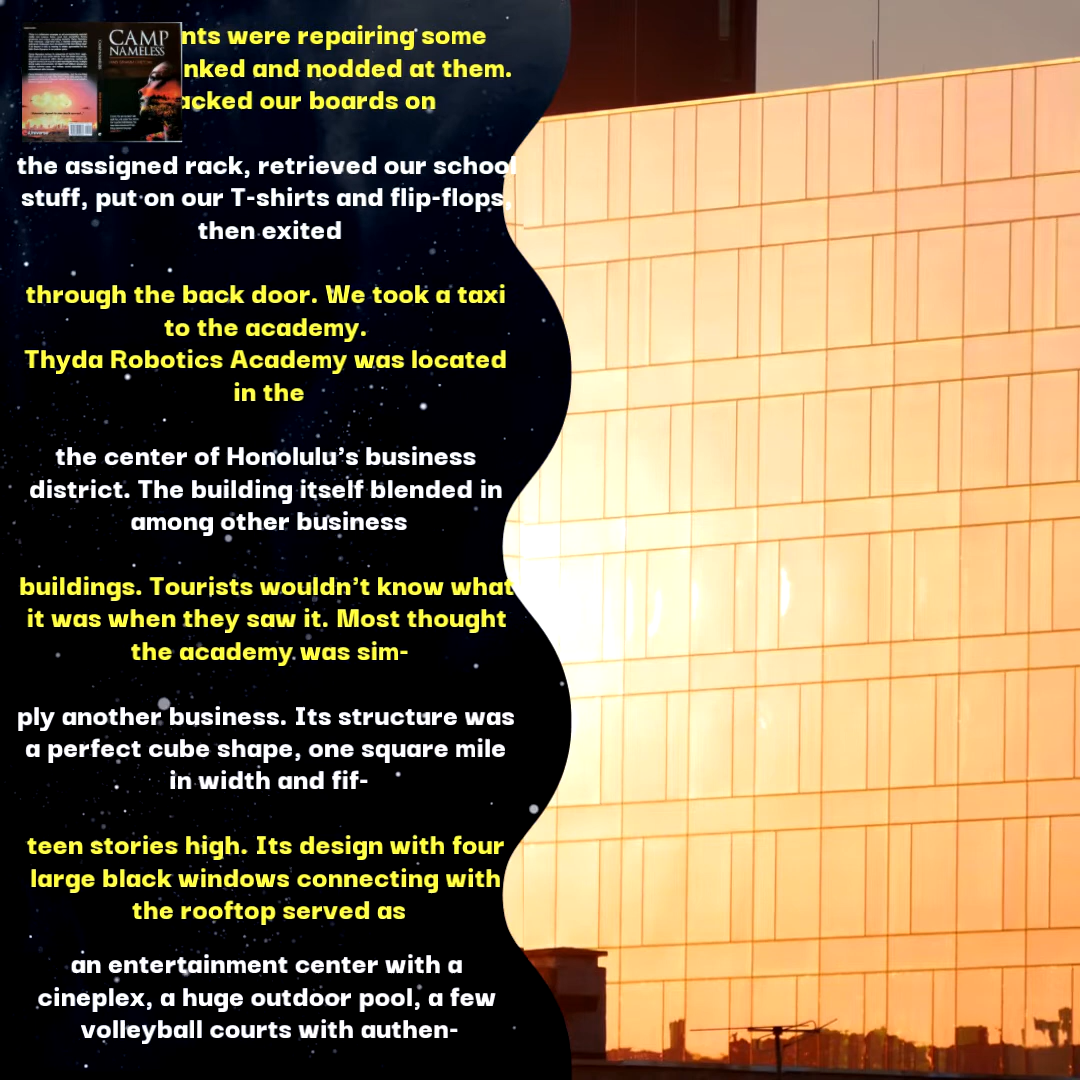 nts were repairing some
nked and nodded at them.
acked our boards on
CAMP
NAMELESS
the assigned rack, retrieved our school
stuff, put on our T-shirts and flip-flops,
then exited
through the back door. We took a taxi
to the academy.
Thyda Robotics Academy was located
in the
the center of Honolulu's business
district. The building itself blended in
among other business
buildings. Tourists wouldn't know what
it was when they saw it. Most thought
the academy was sim-
ply another business. Its structure was
a perfect cube shape, one square mile
in width and fif-
teen stories high. Its design with four
large black windows connecting with
the rooftop served as
an entertainment center with a
cineplex, a huge outdoor pool, a few
volleyball courts with authen-